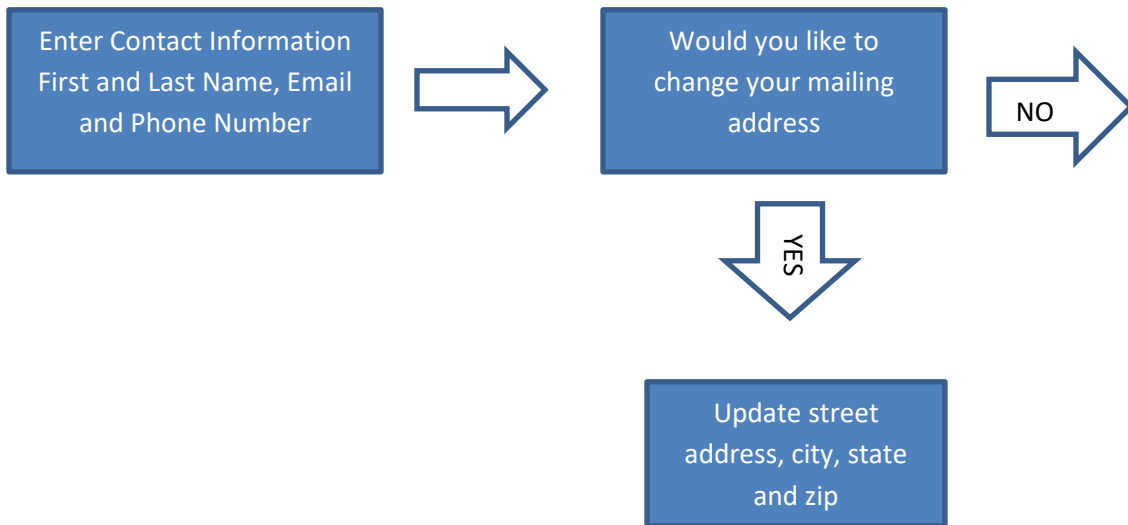 Enter Contact Information
First and Last Name, Email
and Phone Number
Would you like to
change your mailing
address
NO
YES
Update street
address, city, state
and zip